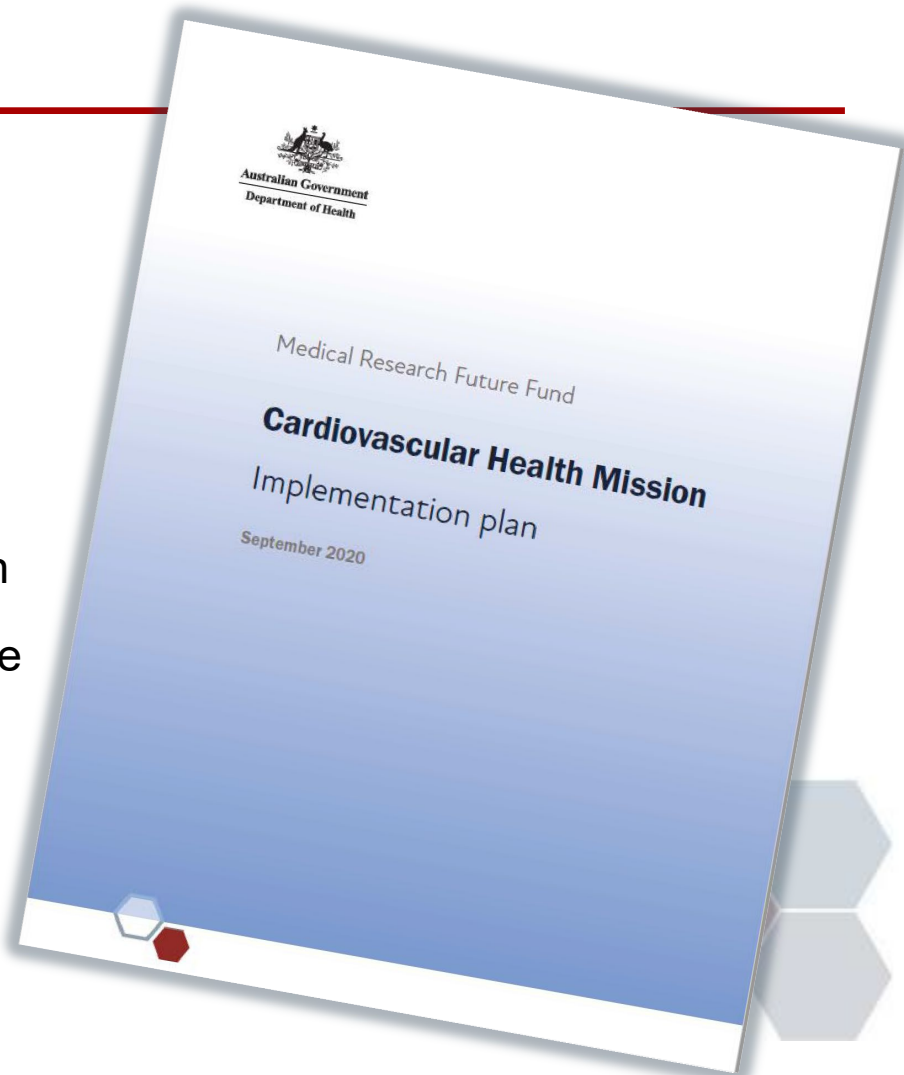 Australian Government
Department of Health
Medical Research Future Fund
Cardiovascular Health Mission
Implementation plan
September 2020